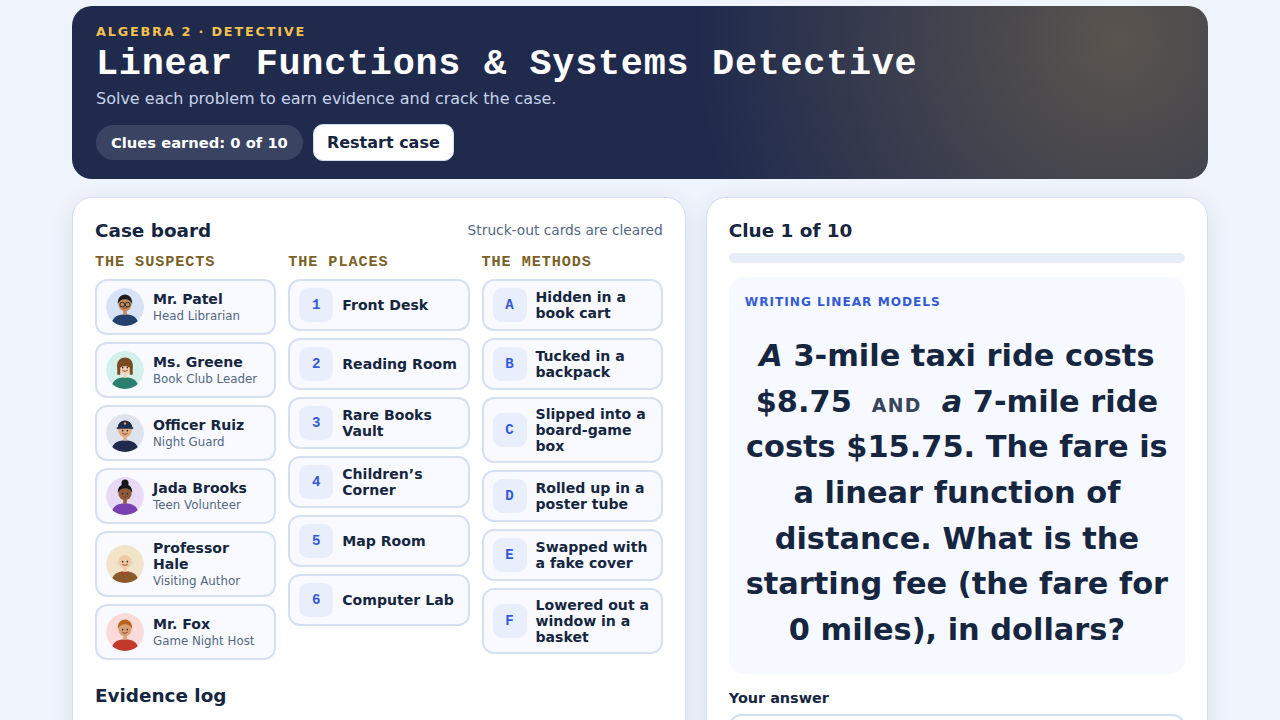 ALGEBRA 2 · DETECTIVE
Linear Functions & Systems Detective
Solve each problem to earn evidence and crack the case.
Clues earned: 0 of 10
Restart case
Case board
Struck-out cards are cleared
THE SUSPECTS
Mr. Patel
Head Librarian
Ms. Greene
Book Club Leader
Officer Ruiz
Night Guard
Jada Brooks
Teen Volunteer
Professor
Hale
Visiting Author
Mr. Fox
Game Night Host
THE PLACES
1
Front Desk
2
Reading Room
3
Rare Books
Vault
4
Children’s
Corner
5
Map Room
6
Computer Lab
THE METHODS
A
Hidden in a
book cart
B
Tucked in a
backpack
C
Slipped into a
board-game
box
D
Rolled up in a
poster tube
E
Swapped with
a fake cover
F
Lowered out a
window in a
basket
Evidence log
Clue 1 of 10
WRITING LINEAR MODELS
A 3-mile taxi ride costs
$8.75 AND a 7-mile ride
costs $15.75. The fare is
a linear function of
distance. What is the
starting fee (the fare for
0 miles), in dollars?
Your answer